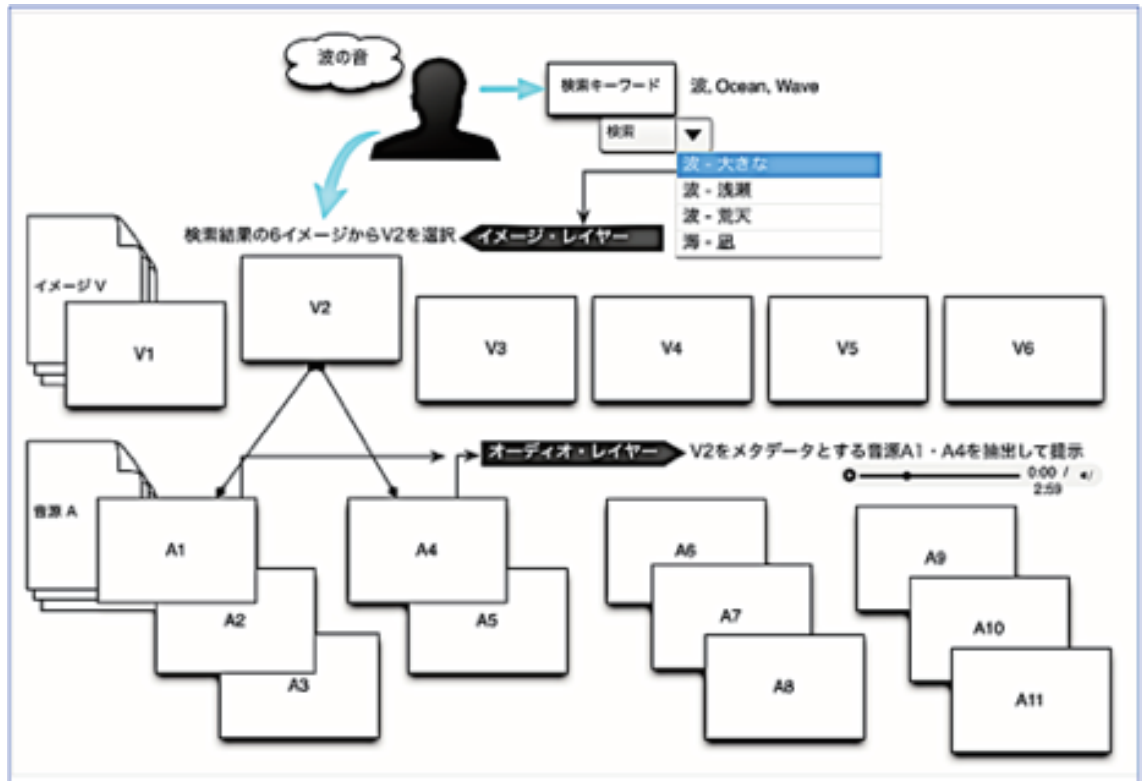 波の音
検索キーワード
波, Ocean, Wave
検索
波 - 大きな
波 - 浅瀬
波 - 荒天
海 - 凪
検索結果の6イメージからV2を選択
イメージ・レイヤー
イメージ V
V1
V2
V3
V4
V5
V6
オーディオ・レイヤー
V2をメタデータとする音源A1・A4を抽出して提示
0:00 /
2:59
音源 A
A1
A2
A3
A4
A5
A6
A7
A8
A9
A10
A11